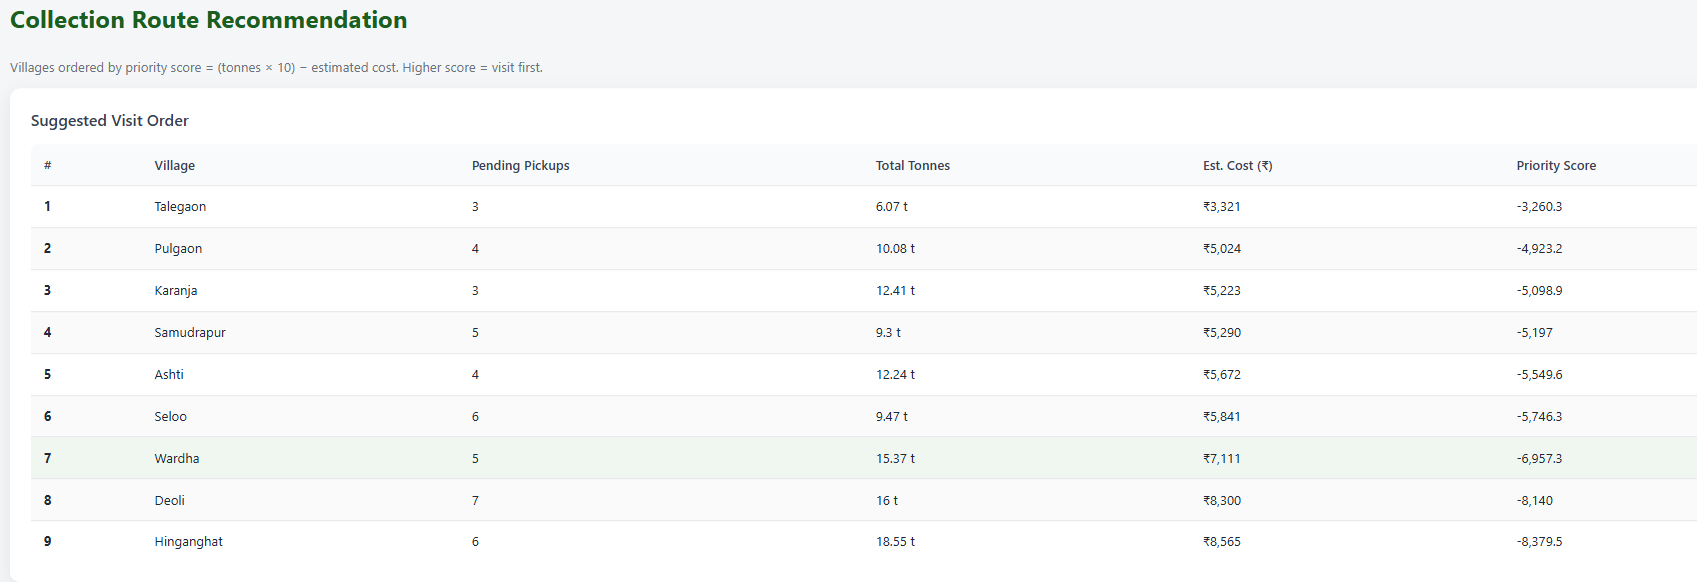 Collection Route Recommendation
Villages ordered by priority score = (tonnes × 10) − estimated cost. Higher score = visit first.
Suggested Visit Order
# Village Pending Pickups Total Tonnes Est. Cost (₹) Priority Score
1 Talegaon 3 6.07 t ₹3,321 -3,260.3
2 Pulgaon 4 10.08 t ₹5,024 -4,923.2
3 Karanja 3 12.41 t ₹5,223 -5,098.9
4 Samudrapur 5 9.3 t ₹5,290 -5,197
5 Ashti 4 12.24 t ₹5,672 -5,549.6
6 Seloo 6 9.47 t ₹5,841 -5,746.3
7 Wardha 5 15.37 t ₹7,111 -6,957.3
8 Deoli 7 16 t ₹8,300 -8,140
9 Hinganghat 6 18.55 t ₹8,565 -8,379.5